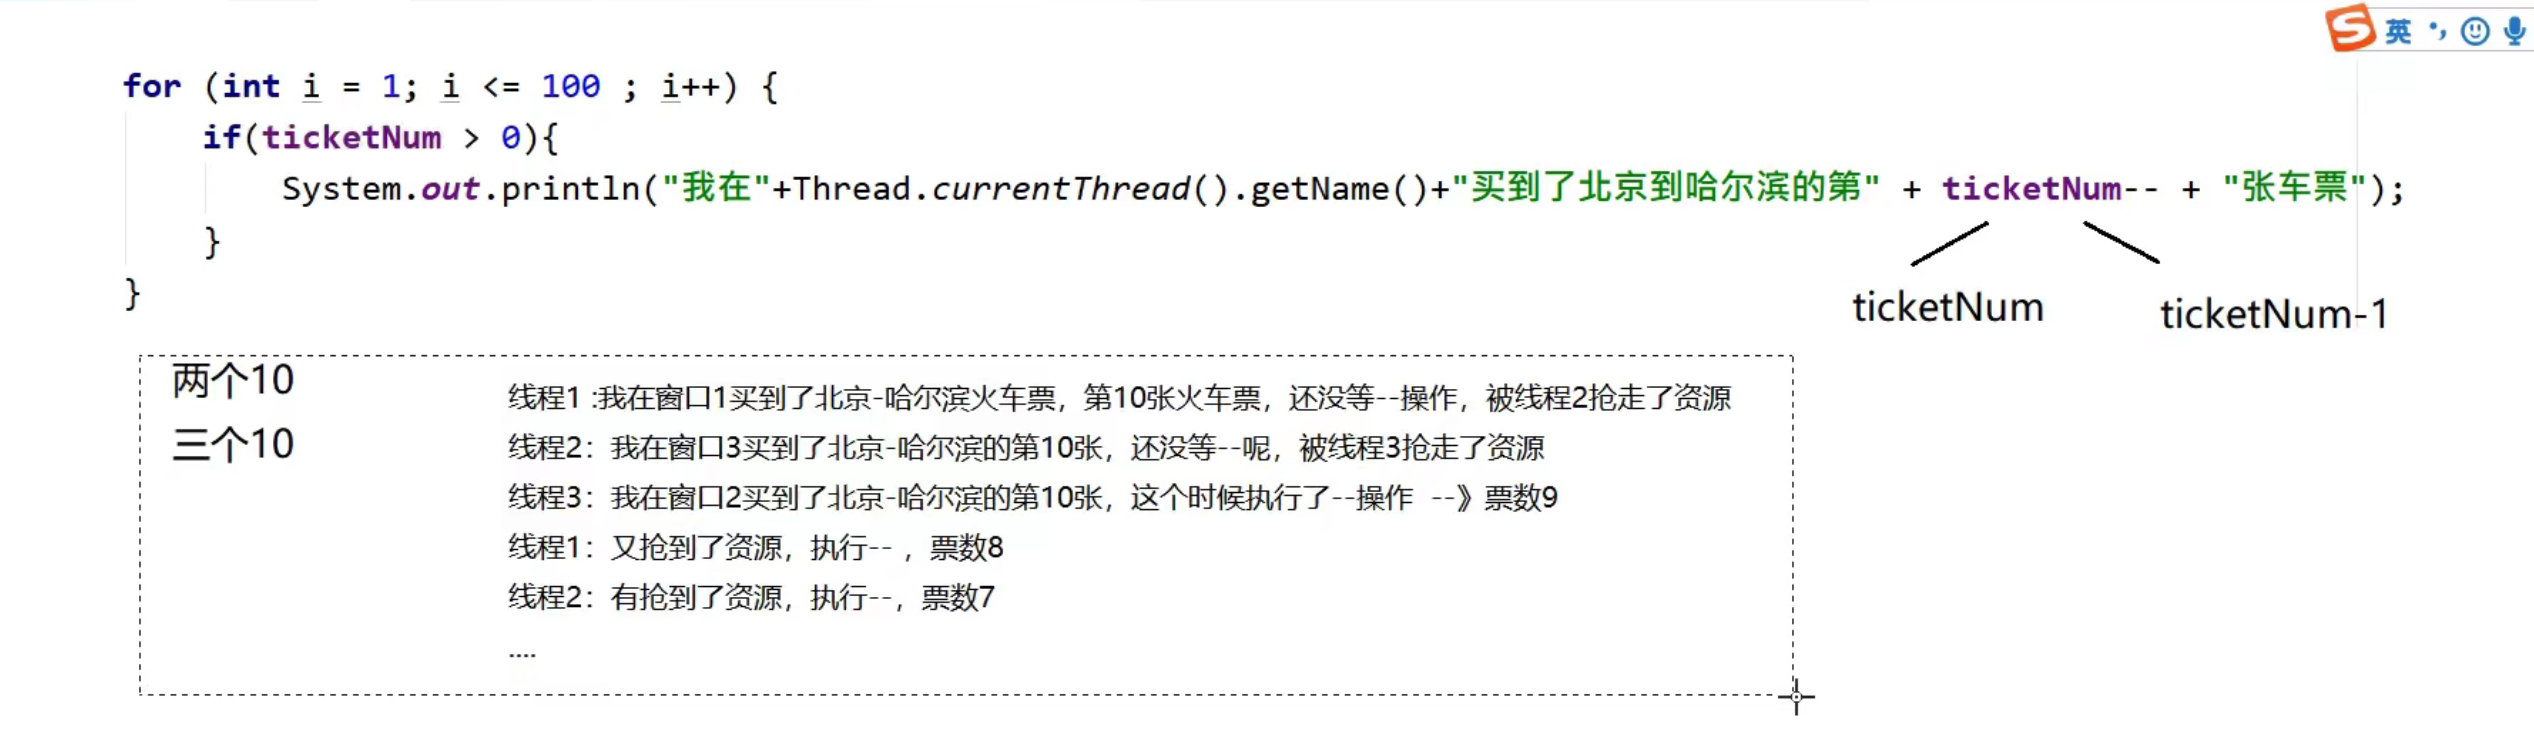 英
for (int i = 1; i <= 100 ; i++) {
if(ticketNum > 0){
System.out.println("我在"+Thread.currentThread().getName()+"买到了北京到哈尔滨的第" + ticketNum-- + "张车票");
}
}
ticketNum
ticketNum-1
两个10
三个10
线程1 :我在窗口1买到了北京-哈尔滨火车票，第10张火车票，还没等--操作，被线程2抢走了资源
线程2：我在窗口3买到了北京-哈尔滨的第10张，还没等--呢，被线程3抢走了资源
线程3：我在窗口2买到了北京-哈尔滨的第10张，这个时候执行了--操作 --》票数9
线程1：又抢到了资源，执行-- ，票数8
线程2：有抢到了资源，执行--，票数7
....